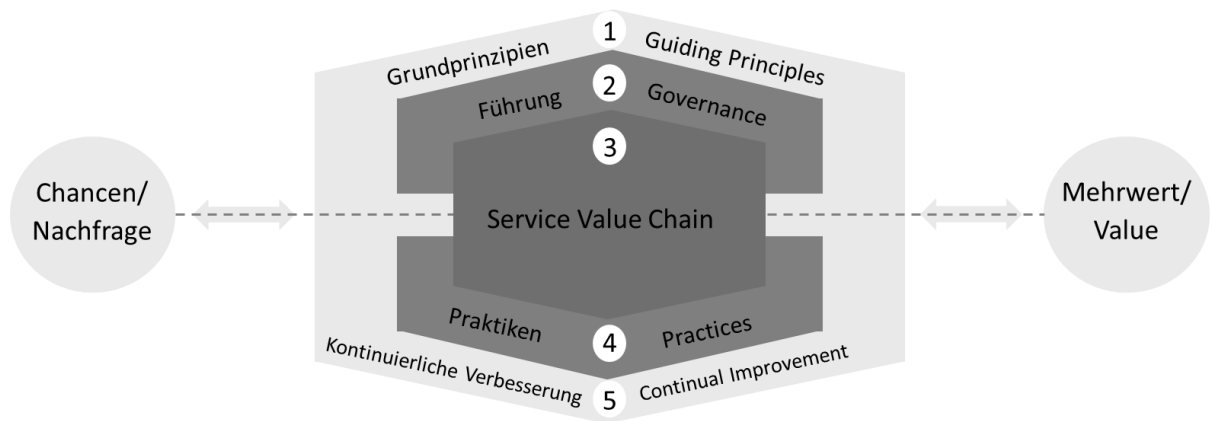 1
Grundprinzipien
Guiding Principles
2
Führung
Governance
3
Chancen/
Nachfrage
Service Value Chain
Mehrwert/
Value
Praktiken
4
Practices
Kontinuierliche Verbesserung
5
Continual Improvement